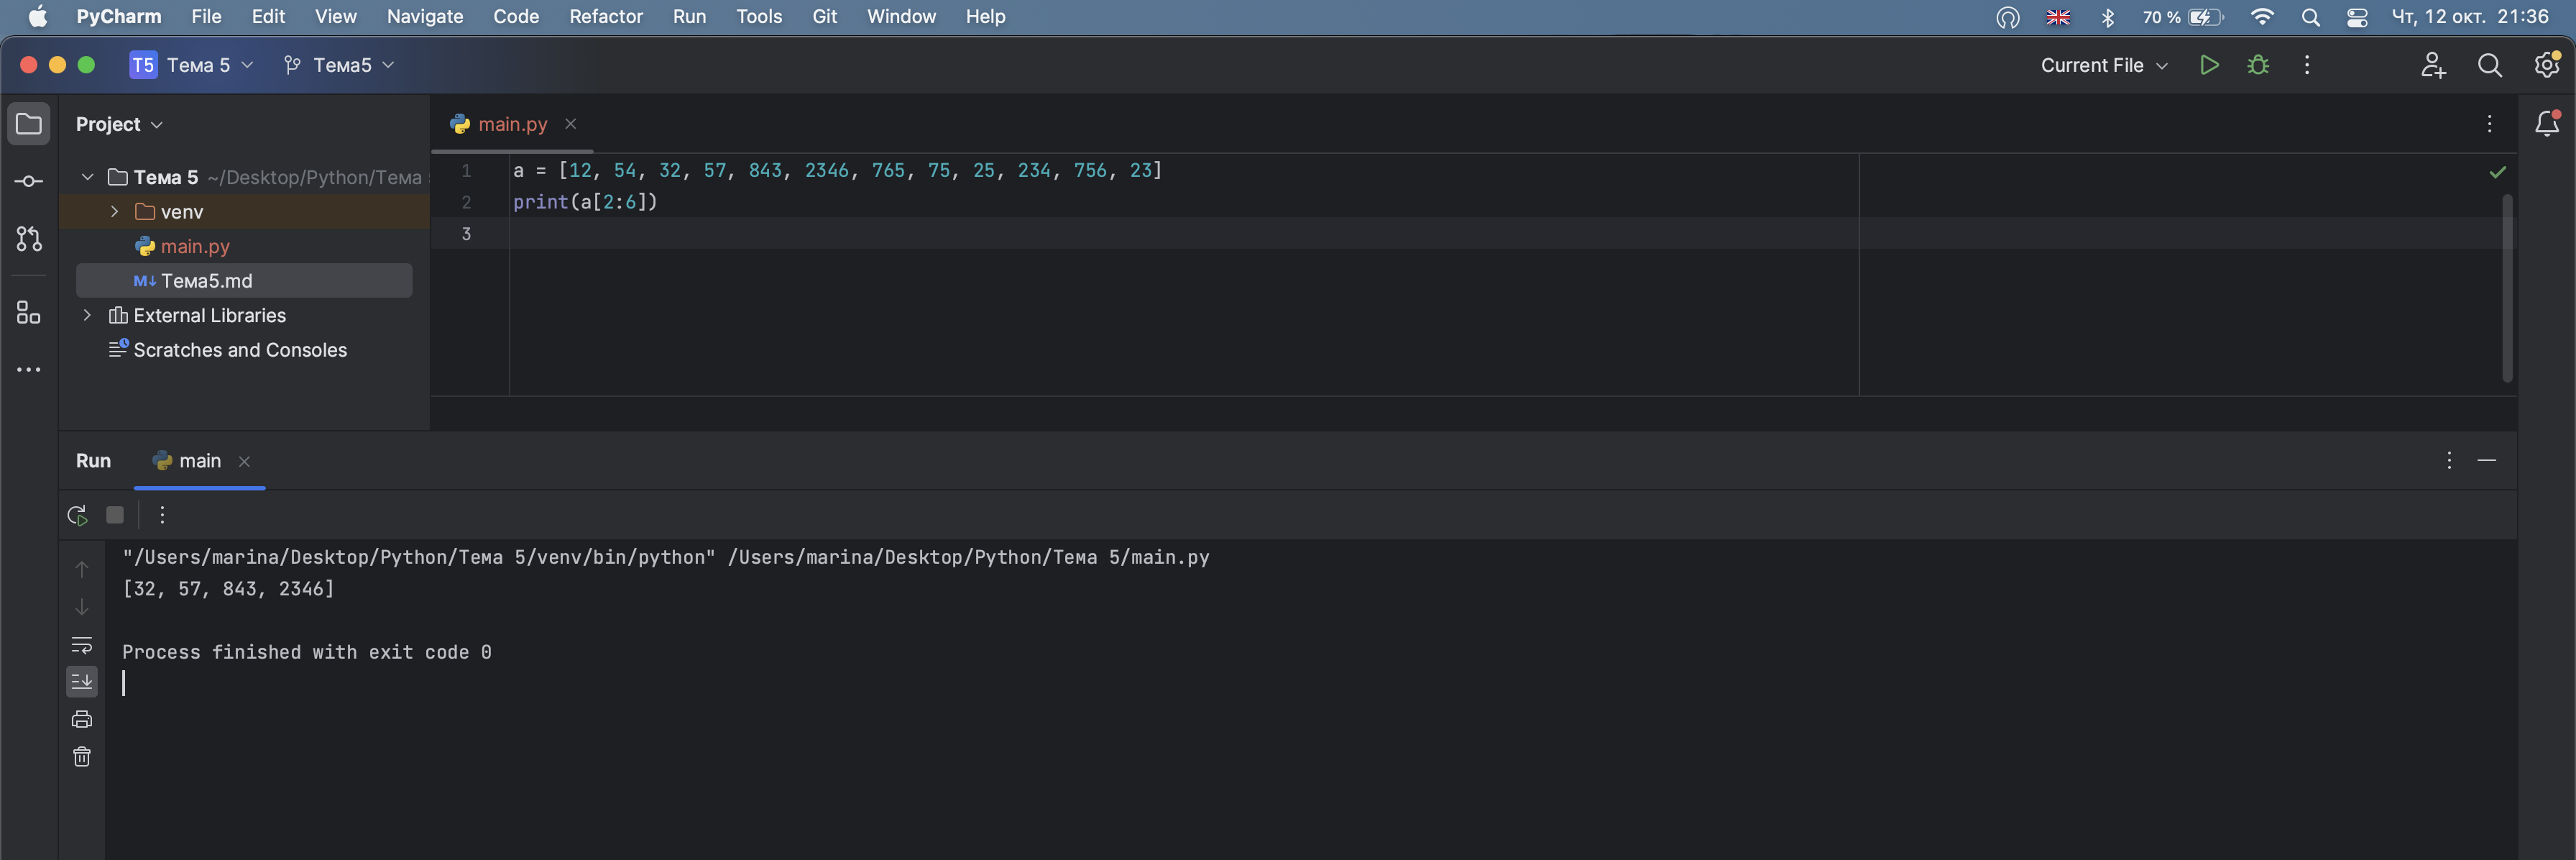 PyCharm File Edit View Navigate Code Refactor Run Tools Git Window Help 70 % Чт, 12 окт. 21:36
T5 Тема 5 Тема5 Current File
Project
main.py
Тема 5 ~/Desktop/Python/Тема
venv
main.py
M↓ Тема5.md
External Libraries
Scratches and Consoles
1 a = [12, 54, 32, 57, 843, 2346, 765, 75, 25, 234, 756, 23]
2 print(a[2:6])
3
Run main
"/Users/marina/Desktop/Python/Тема 5/venv/bin/python" /Users/marina/Desktop/Python/Тема 5/main.py
[32, 57, 843, 2346]
Process finished with exit code 0